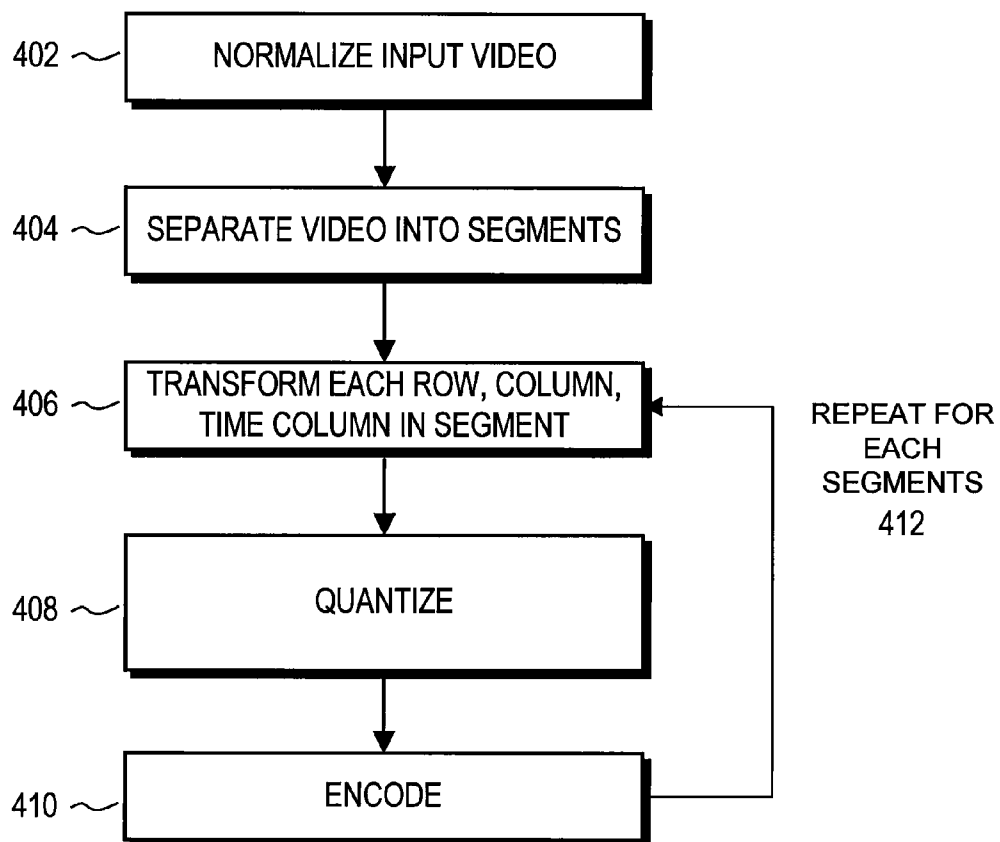 402
NORMALIZE INPUT VIDEO
404
SEPARATE VIDEO INTO SEGMENTS
406
TRANSFORM EACH ROW, COLUMN,
TIME COLUMN IN SEGMENT
REPEAT FOR
EACH
SEGMENTS
412
408
QUANTIZE
410
ENCODE